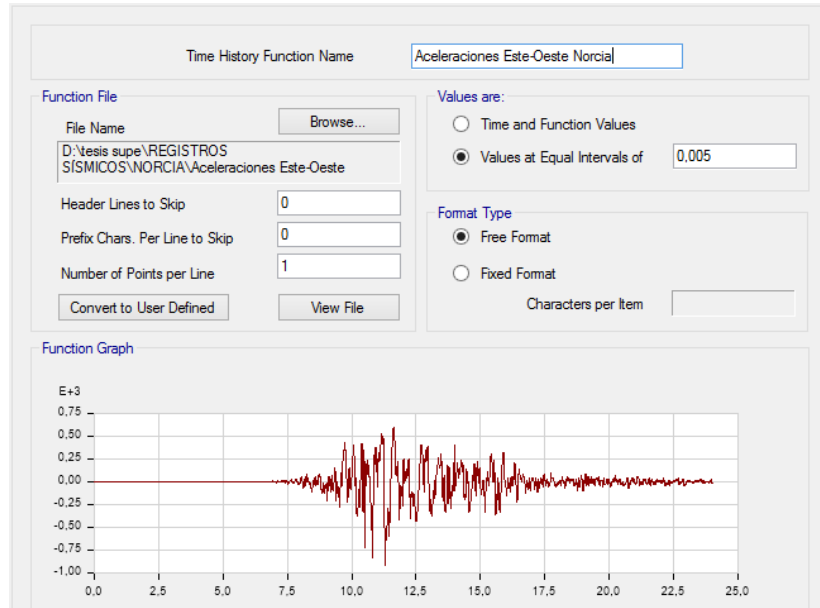 Time History Function Name
Aceleraciones Este-Oeste Norcia
Function File
File Name
Browse...
D:\tesis supe\REGISTROS
SÍSMICOS\NORCIA\Aceleraciones Este-Oeste
Header Lines to Skip
0
Prefix Chars. Per Line to Skip
0
Number of Points per Line
1
Convert to User Defined
View File
Values are:
Time and Function Values
Values at Equal Intervals of
0,005
Format Type
Free Format
Fixed Format
Characters per Item
Function Graph
E+3
0,75
0,50
0,25
0,00
-0,25
-0,50
-0,75
-1,00
0,0 2,5 5,0 7,5 10,0 12,5 15,0 17,5 20,0 22,5 25,0